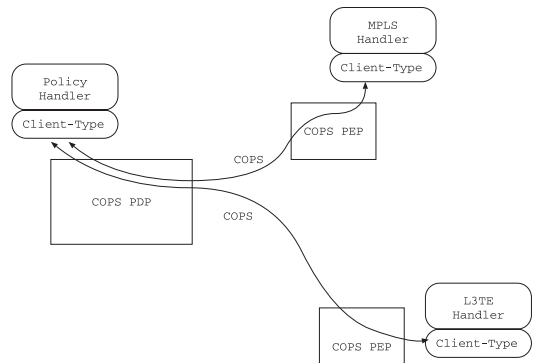 MPLS
Handler
Client-Type
Policy
Handler
Client-Type
COPS PEP
COPS
COPS PDP
COPS
L3TE
Handler
Client-Type
COPS PEP